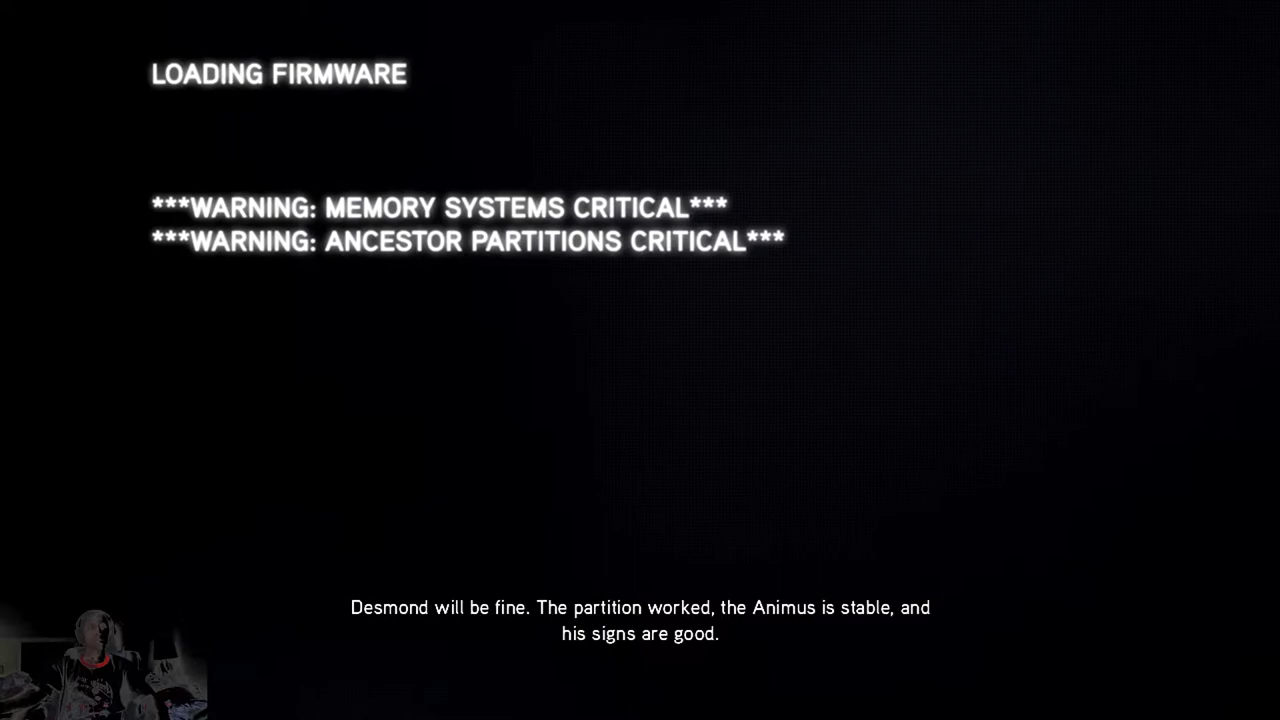 LOADING FIRMWARE
***WARNING: MEMORY SYSTEMS CRITICAL***
***WARNING: ANCESTOR PARTITIONS CRITICAL***
Desmond will be fine. The partition worked, the Animus is stable, and
his signs are good.